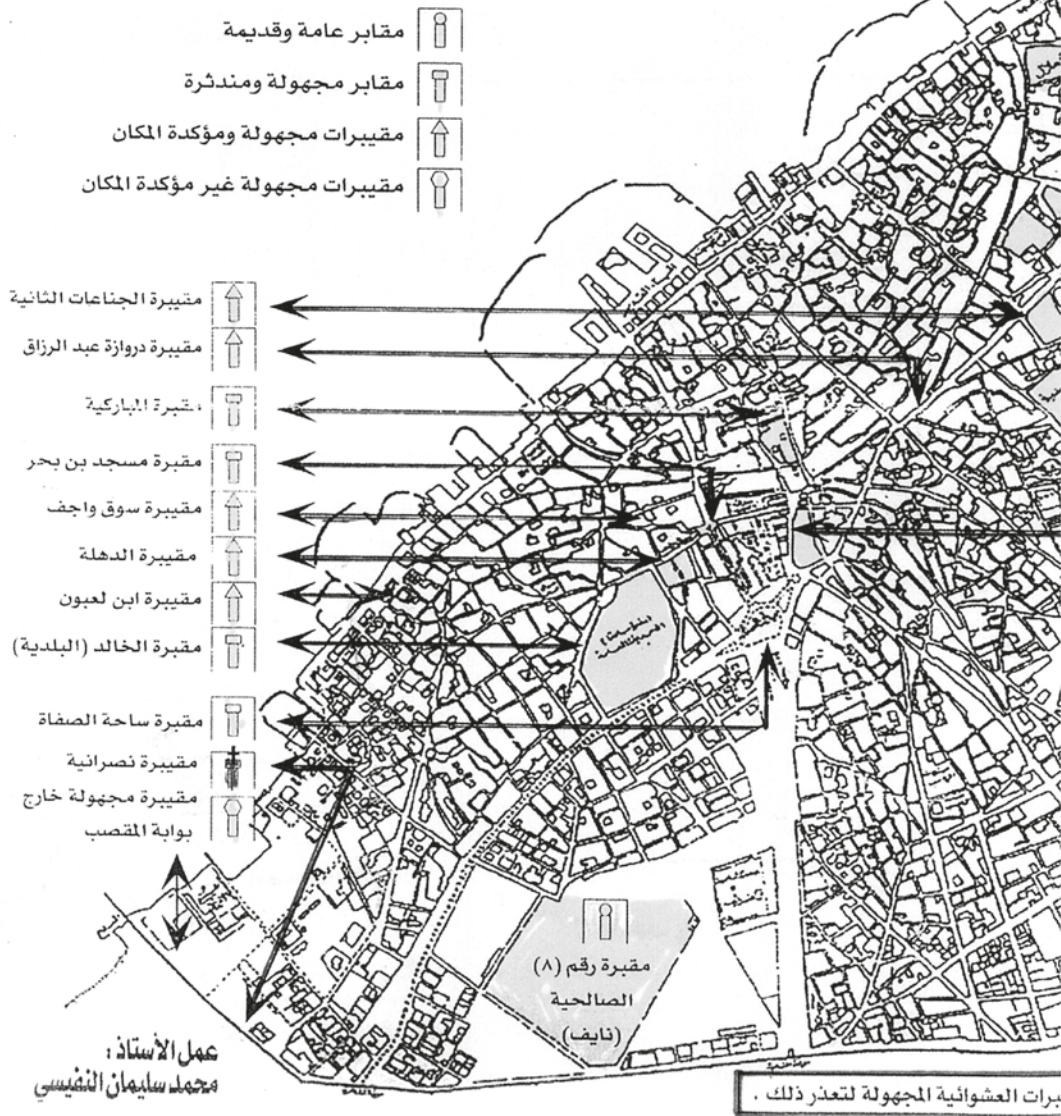 مقابر عامة وقديمة
مقابر مجهولة ومندثرة
مقيبرات مجهولة ومؤكدة المكان
مقيبرات مجهولة غير مؤكدة المكان
مقيبرة الجناعات الثانية
مقيبرة دروازة عبد الرزاق
مقبرة المباركية
مقبرة مسجد بن بحر
مقيبرة سوق واجف
مقيبرة الدهلة
مقيبرة ابن لعبون
مقبرة الخالد (البلدية)
مقبرة ساحة الصفاة
مقيبرة نصرانية
مقيبرة مجهولة خارج
بوابة المقصب
مقبرة رقم (٨)
الصالحية
(نايف)
عمل الأستاذ :
محمد سليمان النفيسي
برات العشوائية المجهولة لتعذر ذلك .